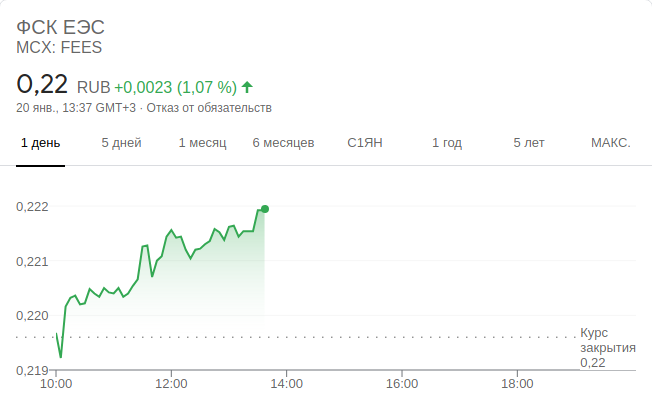 ФСК ЕЭС
MCX: FEES
0,22 RUB +0,0023 (1,07 %)
20 янв., 13:37 GMT+3 · Отказ от обязательств
1 день 5 дней 1 месяц 6 месяцев С1ЯН 1 год 5 лет МАКС.
0,222
0,221
0,220
Курс
закрытия
0,22
0,219
10:00 12:00 14:00 16:00 18:00